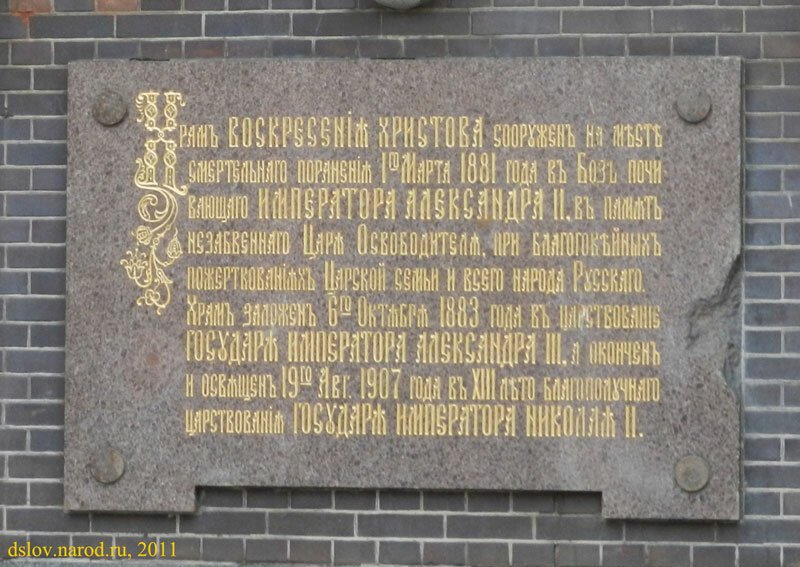 Храмъ ВОСКРЕСЕНІЯ ХРИСТОВА сооруженъ на мѣстѣ
смертельнаго пораненія 1го Марта 1881 года въ Бозѣ почи
вающаго ИМПЕРАТОРА АЛЕКСАНДРА II, въ память
незабвеннаго Царя Освободителя, при благоговѣйныхъ
пожертвованіяхъ Царской семьи и всего народа Русскаго.
Храмъ заложенъ 6го Октября 1883 года въ царствованіе
ГОСУДАРЯ ИМПЕРАТОРА АЛЕКСАНДРА III, а оконченъ
и освященъ 19го Авг. 1907 года въ XIII лѣто благополучнаго
царствованія ГОСУДАРЯ ИМПЕРАТОРА НИКОЛАЯ II.
dslov.narod.ru, 2011